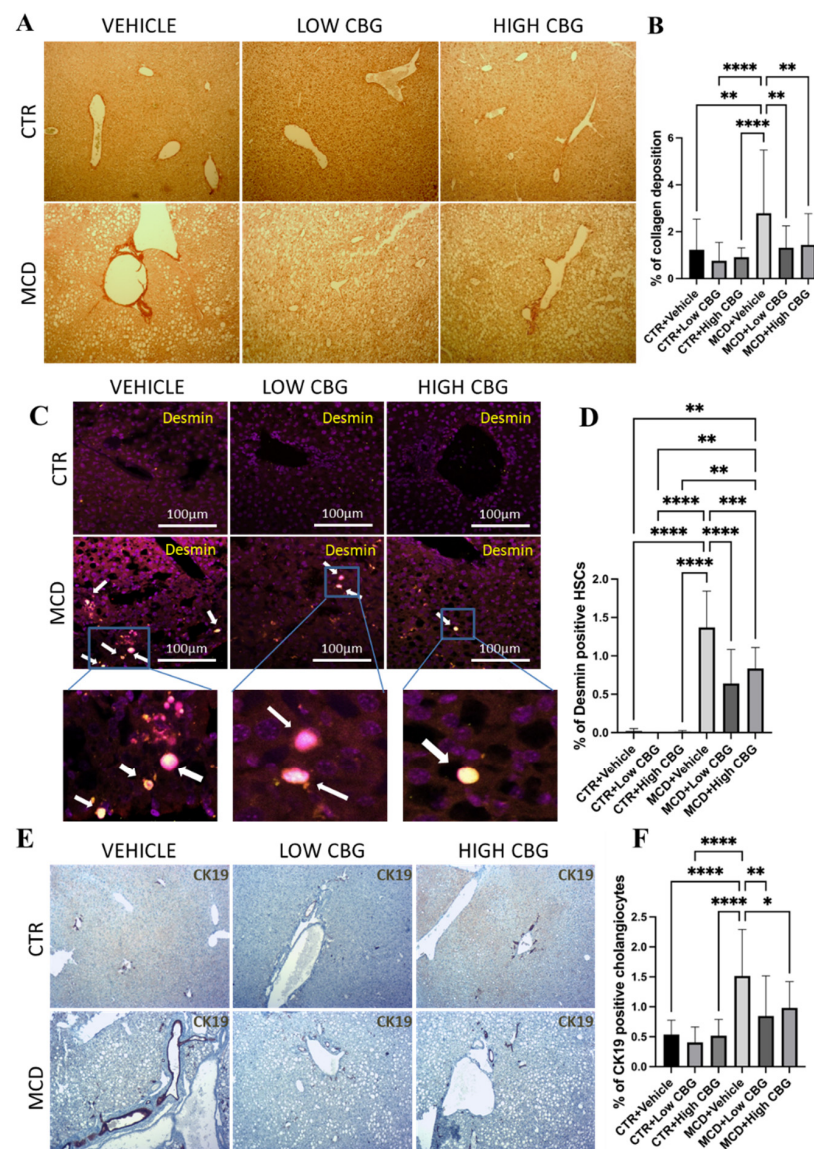 A
VEHICLE
LOW CBG
HIGH CBG
CTR
MCD
B
****
**
**
**
****
% of collagen deposition
6
4
2
0
CTR+Vehicle
CTR+Low CBG
CTR+High CBG
MCD+Vehicle
MCD+Low CBG
MCD+High CBG
C
VEHICLE
LOW CBG
HIGH CBG
CTR
Desmin
Desmin
Desmin
100μm
100μm
100μm
MCD
Desmin
Desmin
Desmin
100μm
100μm
100μm
D
**
**
**
****
***
****
****
****
% of Desmin positive HSCs
2.0
1.5
1.0
0.5
0.0
CTR+Vehicle
CTR+Low CBG
CTR+High CBG
MCD+Vehicle
MCD+Low CBG
MCD+High CBG
E
VEHICLE
LOW CBG
HIGH CBG
CTR
CK19
CK19
CK19
MCD
CK19
CK19
CK19
F
****
****
**
****
*
% of CK19 positive cholangiocytes
2.5
2.0
1.5
1.0
0.5
0.0
CTR+Vehicle
CTR+Low CBG
CTR+High CBG
MCD+Vehicle
MCD+Low CBG
MCD+High CBG